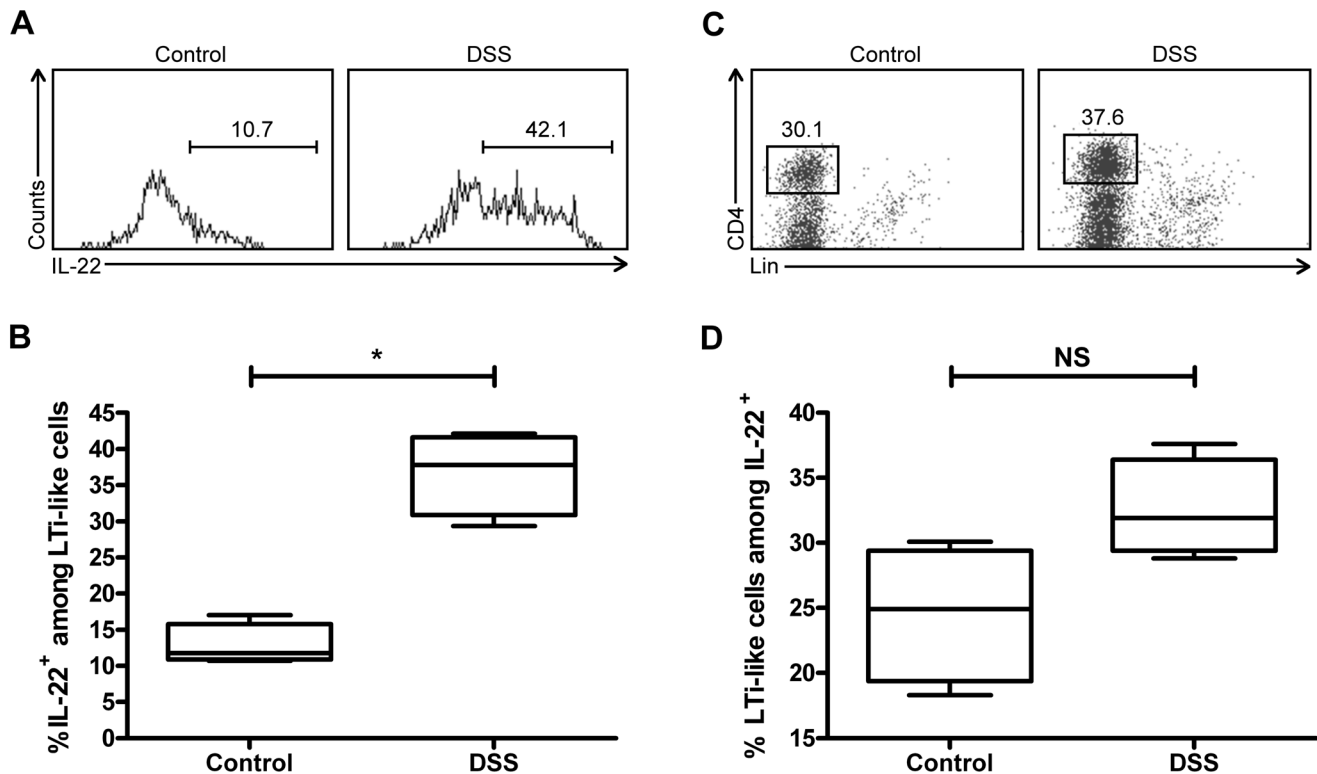 A
Control
DSS
10.7
42.1
Counts
IL-22
C
Control
DSS
30.1
37.6
CD4
Lin
B
*
% IL-22+ among LTi-like cells
45
40
35
30
25
20
15
10
5
0
Control
DSS
D
NS
% LTi-like cells among IL-22+
40
35
30
25
20
15
Control
DSS